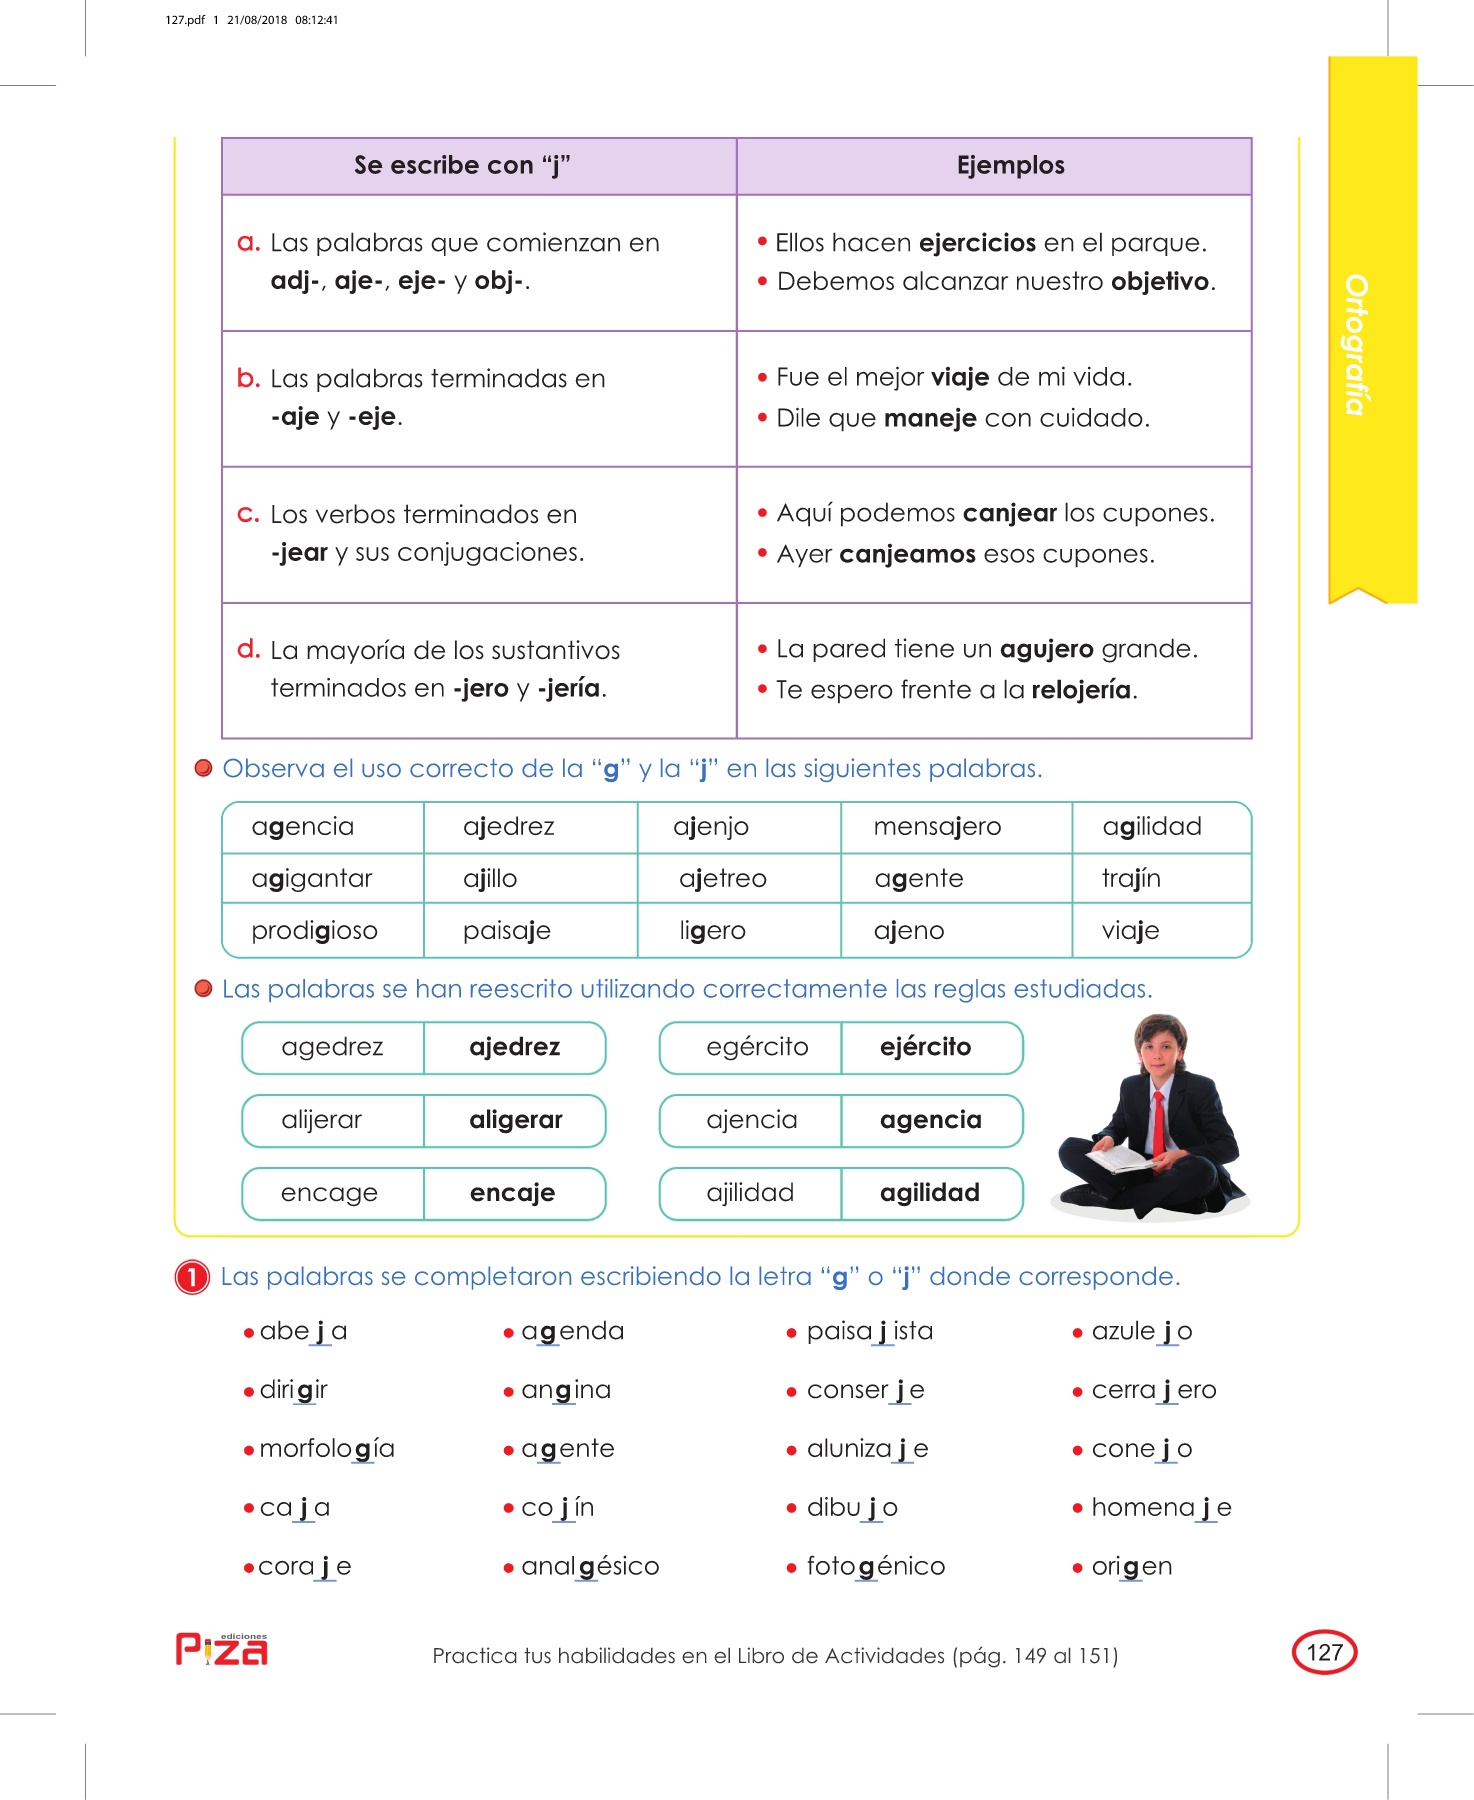 127.pdf 1 21/08/2018 08:12:41
Se escribe con “j”
Ejemplos
a. Las palabras que comienzan en
adj-, aje-, eje- y obj-.
• Ellos hacen ejercicios en el parque.
• Debemos alcanzar nuestro objetivo.
b. Las palabras terminadas en
-aje y -eje.
• Fue el mejor viaje de mi vida.
• Dile que maneje con cuidado.
c. Los verbos terminados en
-jear y sus conjugaciones.
• Aquí podemos canjear los cupones.
• Ayer canjeamos esos cupones.
d. La mayoría de los sustantivos
terminados en -jero y -jería.
• La pared tiene un agujero grande.
• Te espero frente a la relojería.
Ortografía
Observa el uso correcto de la “g” y la “j” en las siguientes palabras.
agencia ajedrez ajenjo mensajero agilidad
agigantar ajillo ajetreo agente trajín
prodigioso paisaje ligero ajeno viaje
Las palabras se han reescrito utilizando correctamente las reglas estudiadas.
agedrez ajedrez egército ejército
alijerar aligerar ajencia agencia
encage encaje ajilidad agilidad
1 Las palabras se completaron escribiendo la letra “g” o “j” donde corresponde.
• abeja • agenda • paisajista • azulejo
• dirigir • angina • conserje • cerrajero
• morfología • agente • alunizaje • conejo
• caja • cojín • dibujo • homenaje
• coraje • analgésico • fotogénico • origen
ediciones
Piza
Practica tus habilidades en el Libro de Actividades (pág. 149 al 151)
127